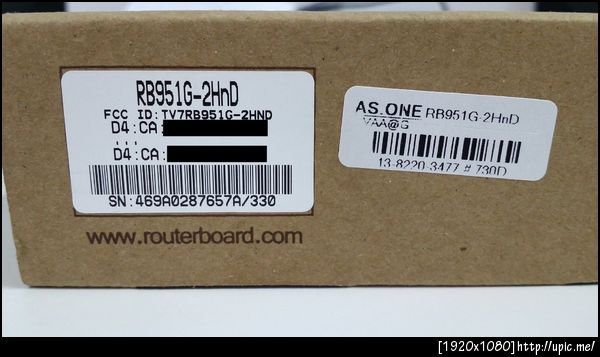 RB951G-2HnD
FCC ID:TV7RB951G-2HND
D4:CA:
...
D4:CA:
SN:469A0287657A/330
www.routerboard.com
AS.ONE RB951G-2HnD
VAA@G
13-8220-3477 # 730D
[1920x1080]http://upic.me/